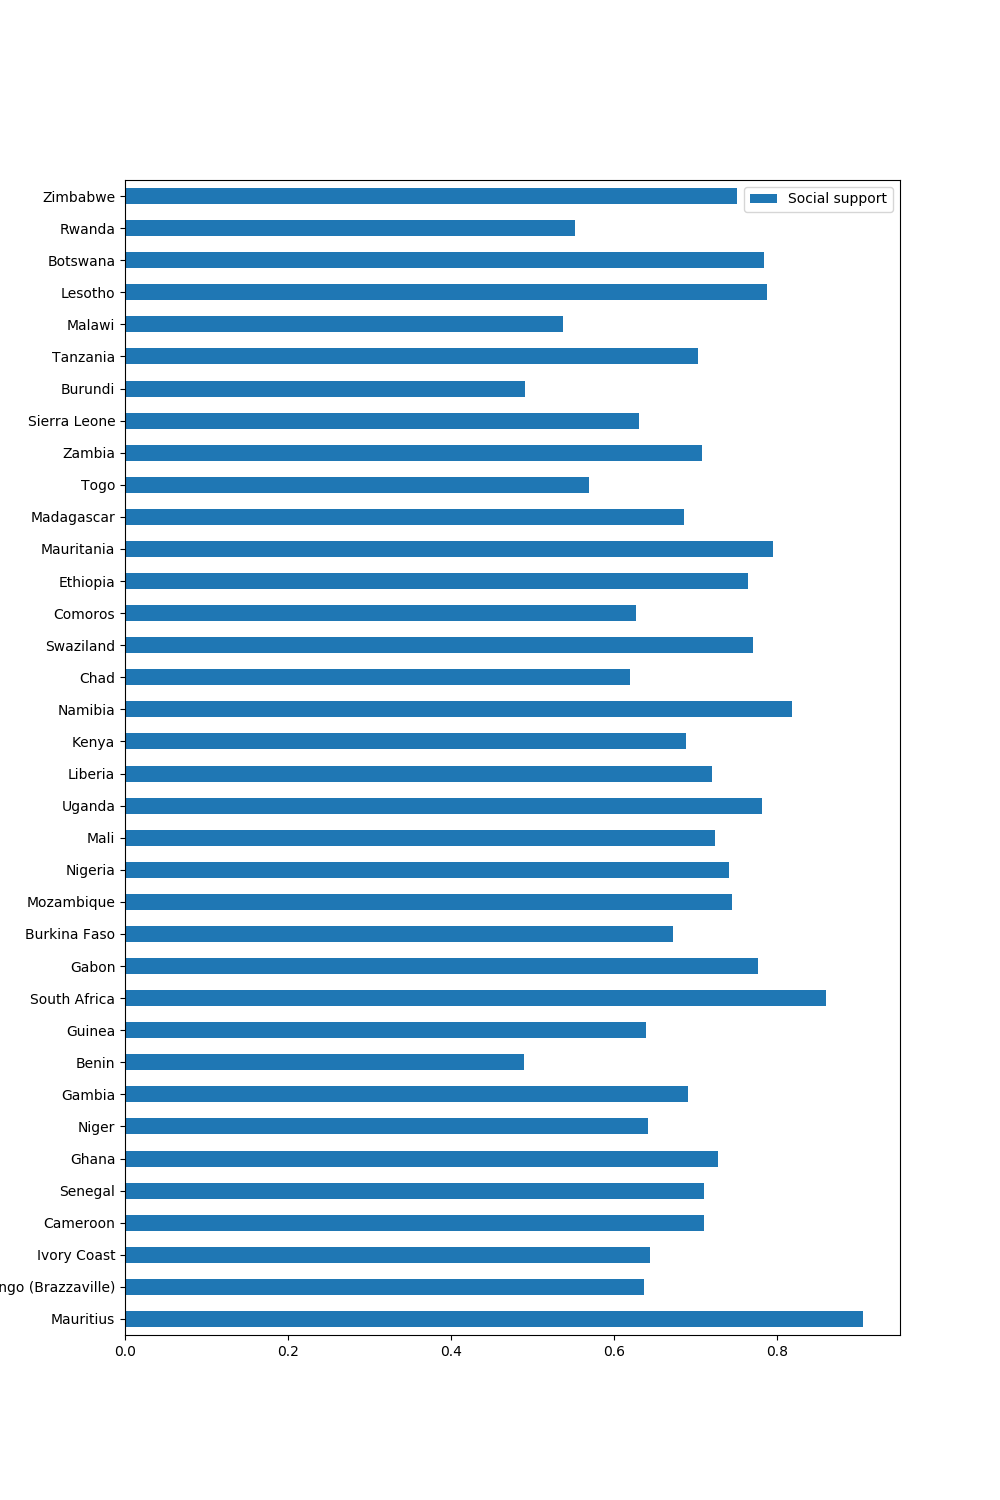 Social support
Zimbabwe
Rwanda
Botswana
Lesotho
Malawi
Tanzania
Burundi
Sierra Leone
Zambia
Togo
Madagascar
Mauritania
Ethiopia
Comoros
Swaziland
Chad
Namibia
Kenya
Liberia
Uganda
Mali
Nigeria
Mozambique
Burkina Faso
Gabon
South Africa
Guinea
Benin
Gambia
Niger
Ghana
Senegal
Cameroon
Ivory Coast
ngo (Brazzaville)
Mauritius
0.0 0.2 0.4 0.6 0.8